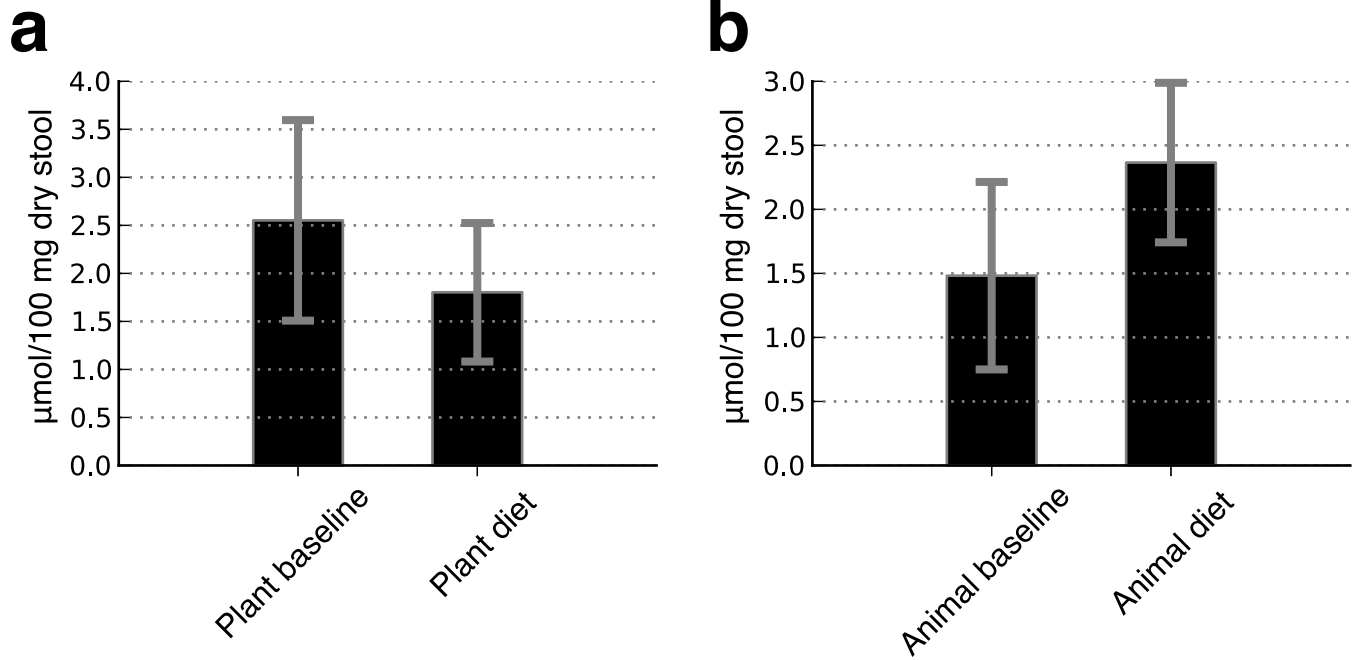 a
µmol/100 mg dry stool
4.0
3.5
3.0
2.5
2.0
1.5
1.0
0.5
0.0
Plant baseline
Plant diet
b
µmol/100 mg dry stool
3.0
2.5
2.0
1.5
1.0
0.5
0.0
Animal baseline
Animal diet